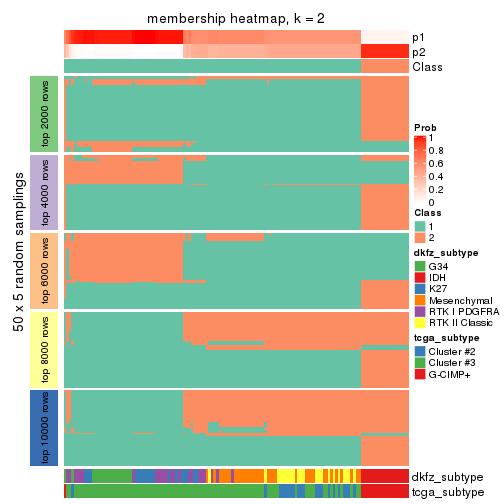 membership heatmap, k = 2
p1
p2
Class
50 x 5 random samplings
top 2000 rows
top 4000 rows
top 6000 rows
top 8000 rows
top 10000 rows
Prob
1
0.8
0.6
0.4
0.2
0
Class
1
2
dkfz_subtype
G34
IDH
K27
Mesenchymal
RTK I PDGFRA
RTK II Classic
tcga_subtype
Cluster #2
Cluster #3
G-CIMP+
dkfz_subtype
tcga_subtype